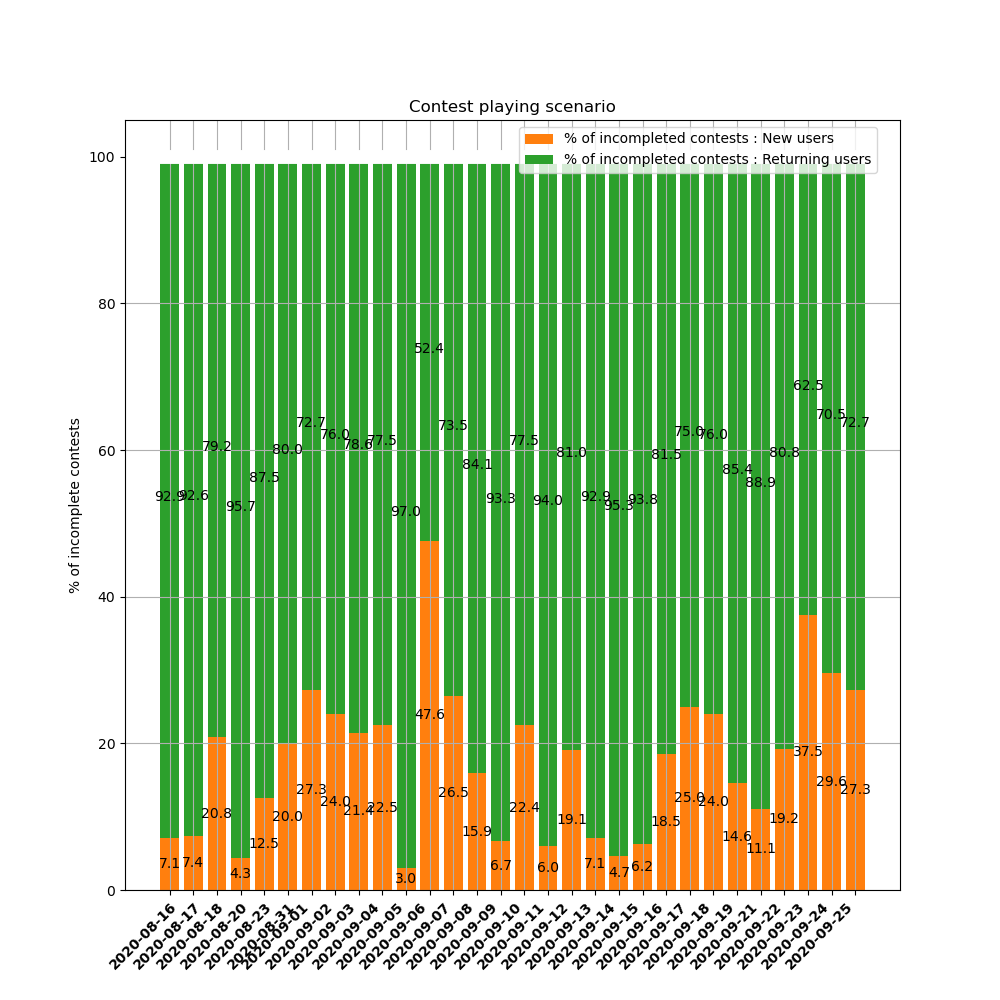 Contest playing scenario
% of incompleted contests : New users
% of incompleted contests : Returning users
% of incomplete contests
100
80
60
40
20
0
92.9 92.6 79.2 95.7 87.5 80.0 72.7 76.0 78.6 77.5 97.0 52.4 73.5 84.1 93.3 77.5 94.0 81.0 92.9 95.3 93.8 81.5 75.0 76.0 85.4 88.9 80.8 62.5 70.5 72.7
7.1 7.4 20.8 4.3 12.5 20.0 27.3 24.0 21.4 22.5 3.0 47.6 26.5 15.9 6.7 22.4 6.0 19.1 7.1 4.7 6.2 18.5 25.0 24.0 14.6 11.1 19.2 37.5 29.6 27.3
2020-08-16 2020-08-17 2020-08-18 2020-08-20 2020-08-23 2020-08-31 2020-09-01 2020-09-02 2020-09-03 2020-09-04 2020-09-05 2020-09-06 2020-09-07 2020-09-08 2020-09-09 2020-09-10 2020-09-11 2020-09-12 2020-09-13 2020-09-14 2020-09-15 2020-09-16 2020-09-17 2020-09-18 2020-09-19 2020-09-21 2020-09-22 2020-09-23 2020-09-24 2020-09-25